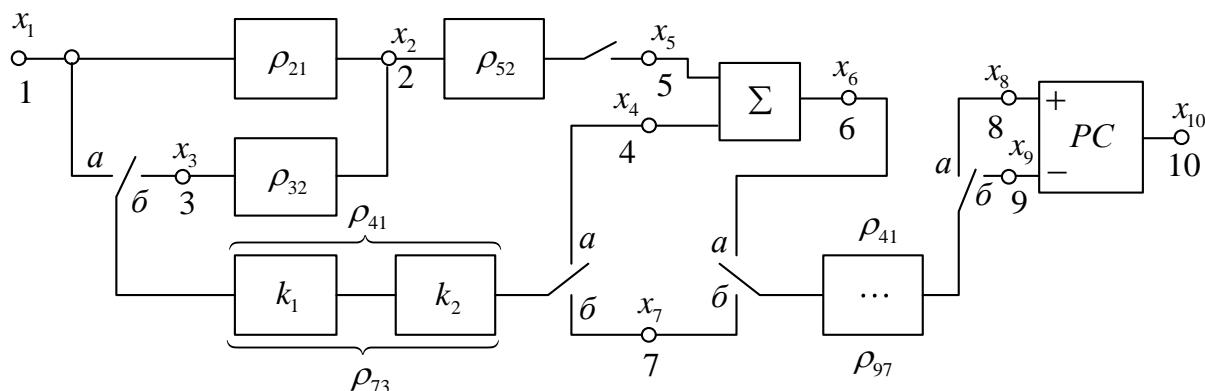 x₁
1
ρ₂₁
x₂
2
ρ₅₂
x₅
5
Σ
x₆
6
x₄
4
а
б
x₃
3
ρ₃₂
ρ₄₁
k₁
k₂
ρ₇₃
а
б
x₇
7
а
б
ρ₄₁
...
ρ₉₇
а
б
x₈
8
x₉
9
+
PC
−
x₁₀
10